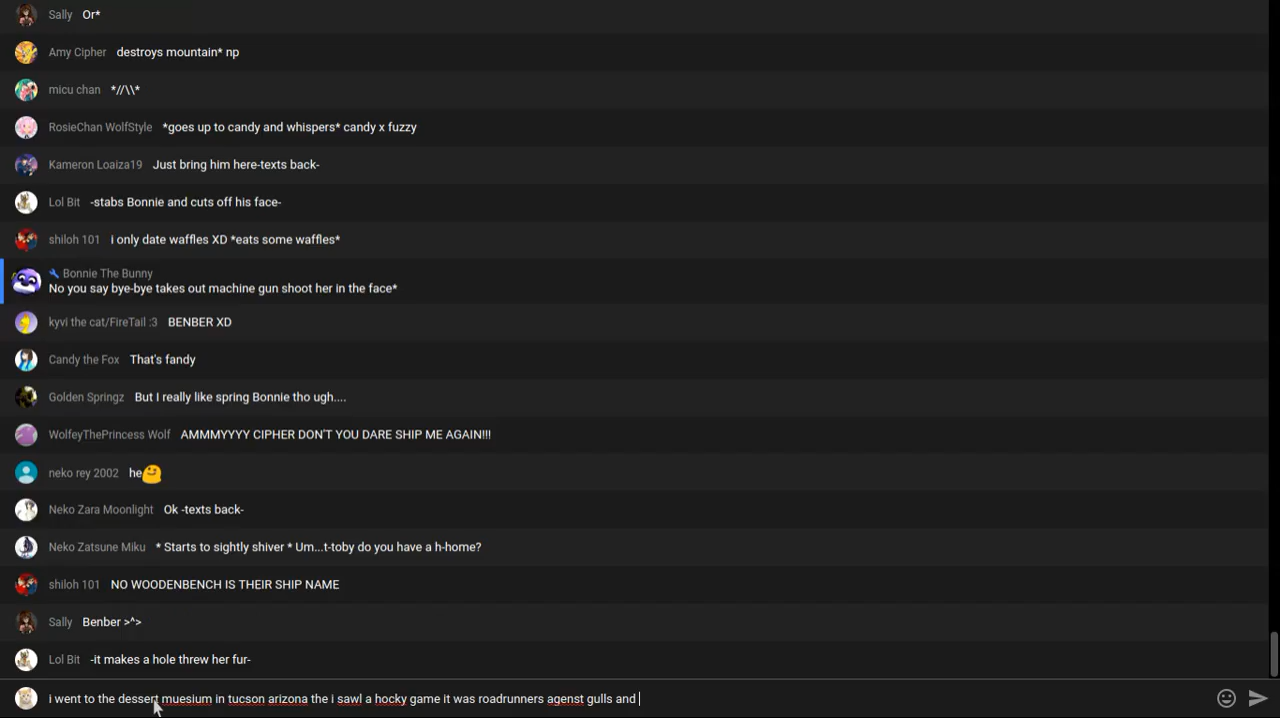 Sally Or*
Amy Cipher destroys mountain* np
micu chan *//\\*
RosieChan WolfStyle *goes up to candy and whispers* candy x fuzzy
Kameron Loaiza19 Just bring him here-texts back-
Lol Bit -stabs Bonnie and cuts off his face-
shiloh 101 i only date waffles XD *eats some waffles*
Bonnie The Bunny
No you say bye-bye takes out machine gun shoot her in the face*
kyvi the cat/FireTail :3 BENBER XD
Candy the Fox That's fandy
Golden Springz But I really like spring Bonnie tho ugh....
WolfeyThePrincess Wolf AMMMYYYY CIPHER DON'T YOU DARE SHIP ME AGAIN!!!
neko rey 2002 he
Neko Zara Moonlight Ok -texts back-
Neko Zatsune Miku * Starts to sightly shiver * Um...t-toby do you have a h-home?
shiloh 101 NO WOODENBENCH IS THEIR SHIP NAME
Sally Benber >^>
Lol Bit -it makes a hole threw her fur-
i went to the dessert muesium in tucson arizona the i sawl a hocky game it was roadrunners agenst gulls and